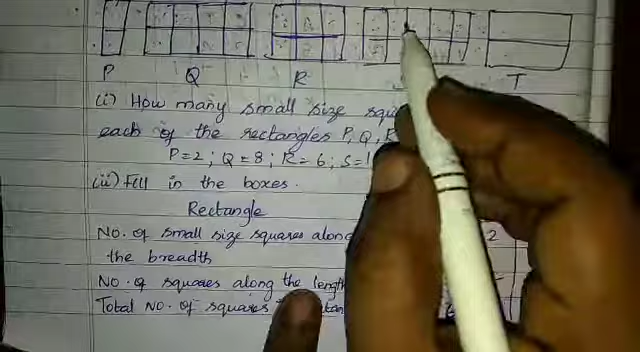 P Q R T
(i) How many small size
each of the rectangles P, Q, R
P=2 ; Q=8 ; R=6 ; S=1
(ii) Fill in the boxes.
Rectangle
No. of small size squares along 2
the breadth
No. of squares along the length
Total No. of squares